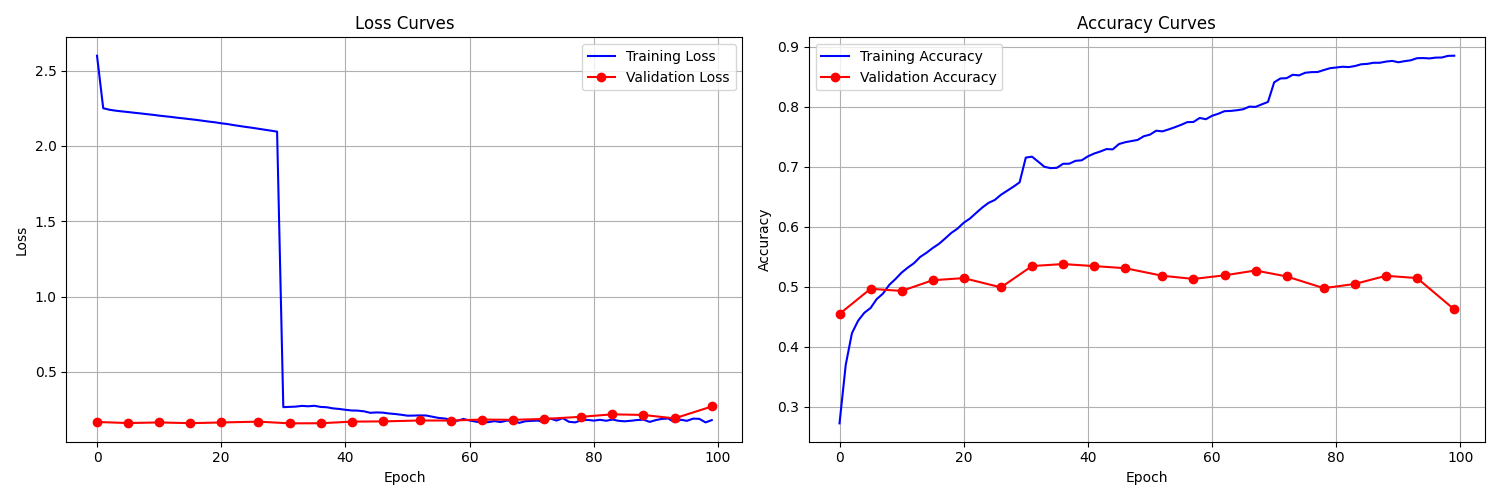 Loss Curves
Training Loss
Validation Loss
2.5
2.0
1.5
1.0
0.5
Loss
0 20 40 60 80 100
Epoch
Accuracy Curves
Training Accuracy
Validation Accuracy
0.9
0.8
0.7
0.6
0.5
0.4
0.3
Accuracy
0 20 40 60 80 100
Epoch